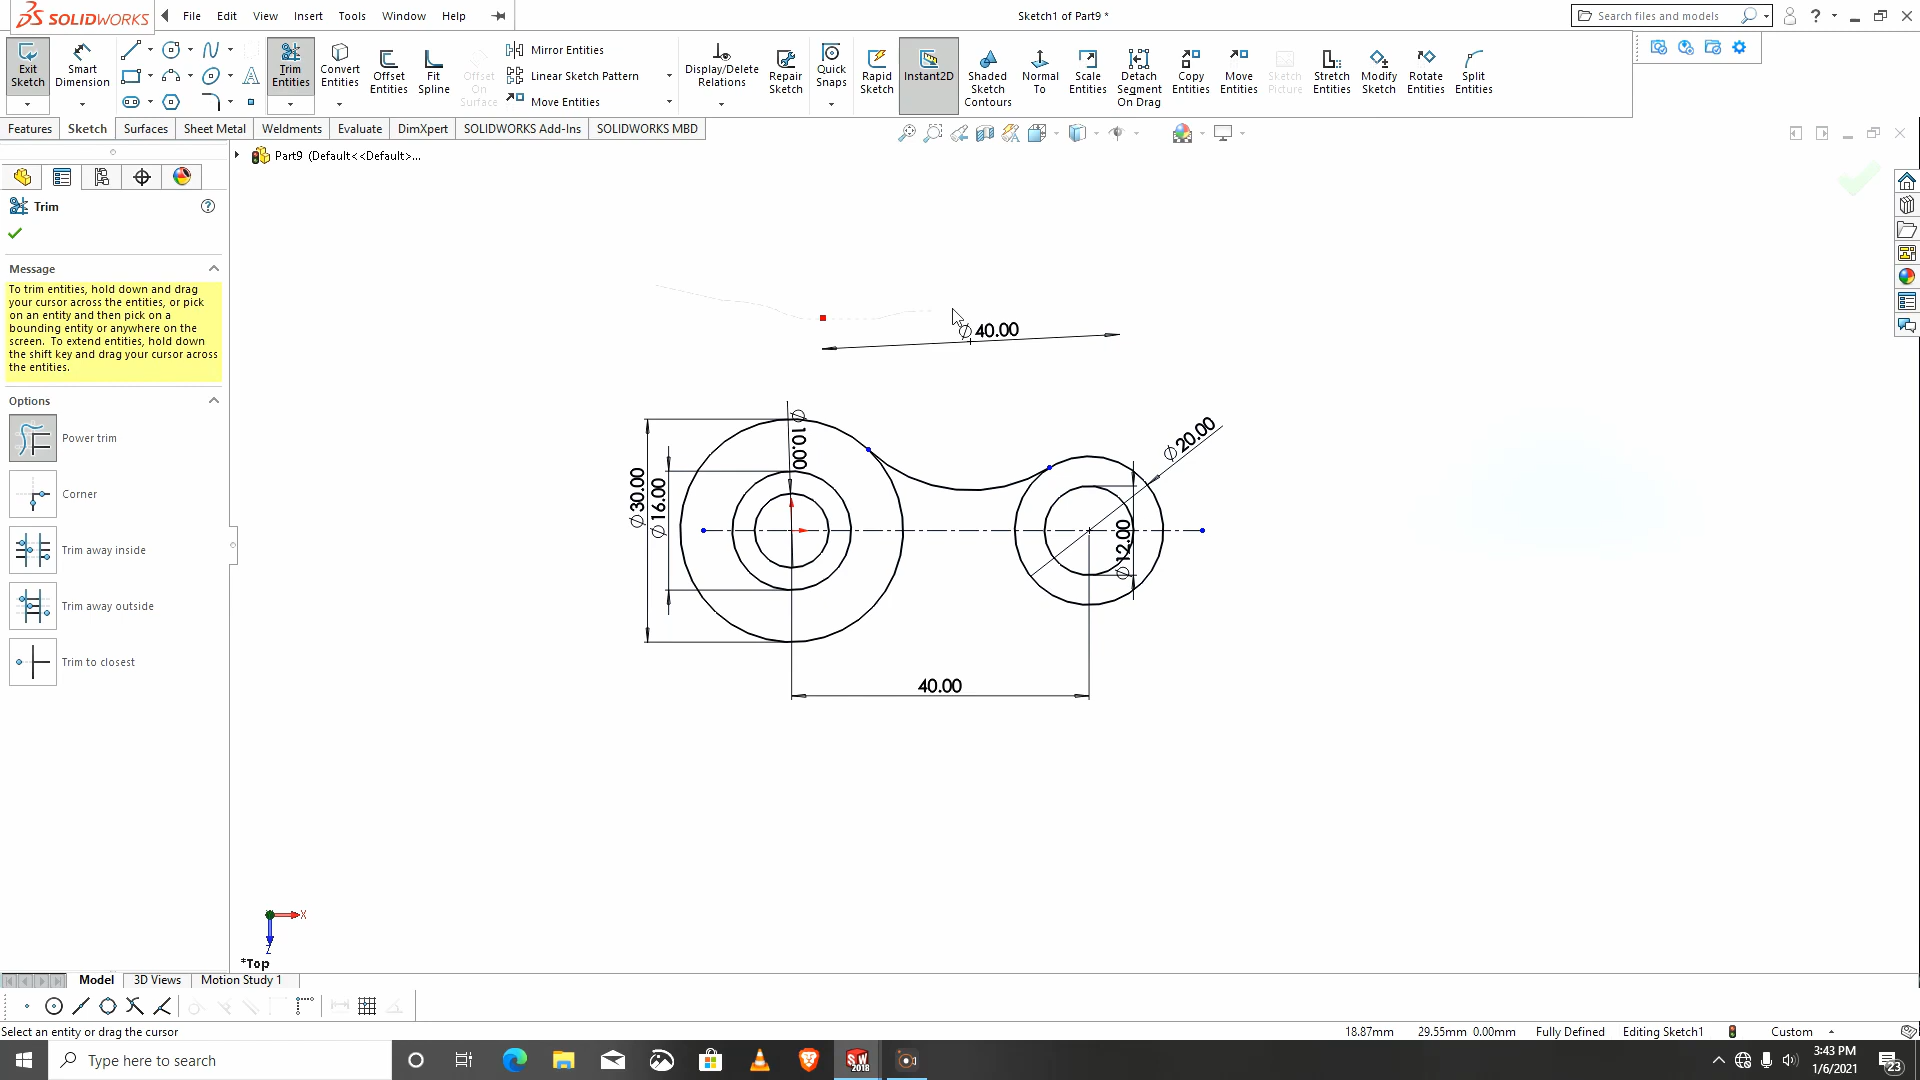 SOLIDWORKS File Edit View Insert Tools Window Help Sketch1 of Part9 * Search files and models ?
Exit Sketch
Smart Dimension
Trim Entities
Convert Entities
Offset Entities
Fit Spline
Offset On Surface
Mirror Entities
Linear Sketch Pattern
Move Entities
Display/Delete Relations
Repair Sketch
Quick Snaps
Rapid Sketch
Instant2D
Shaded Sketch Contours
Normal To
Scale Entities
Detach Segment On Drag
Copy Entities
Move Entities
Sketch Picture
Stretch Entities
Modify Sketch
Rotate Entities
Split Entities
Features Sketch Surfaces Sheet Metal Weldments Evaluate DimXpert SOLIDWORKS Add-Ins SOLIDWORKS MBD
Part9 (Default<<Default>...
Trim
Message
To trim entities, hold down and drag
your cursor across the entities, or pick
on an entity and then pick on a
bounding entity or anywhere on the
screen. To extend entities, hold down
the shift key and drag your cursor across
the entities.
Options
Power trim
Corner
Trim away inside
Trim away outside
Trim to closest
∅ 40.00
∅ 10.00
∅ 20.00
∅ 30.00
∅ 16.00
∅ 12.00
40.00
X
Z
*Top
Model 3D Views Motion Study 1
Select an entity or drag the cursor 18.87mm 29.55mm 0.00mm Fully Defined Editing Sketch1 Custom
Type here to search
SW 2018
3:43 PM
1/6/2021
23